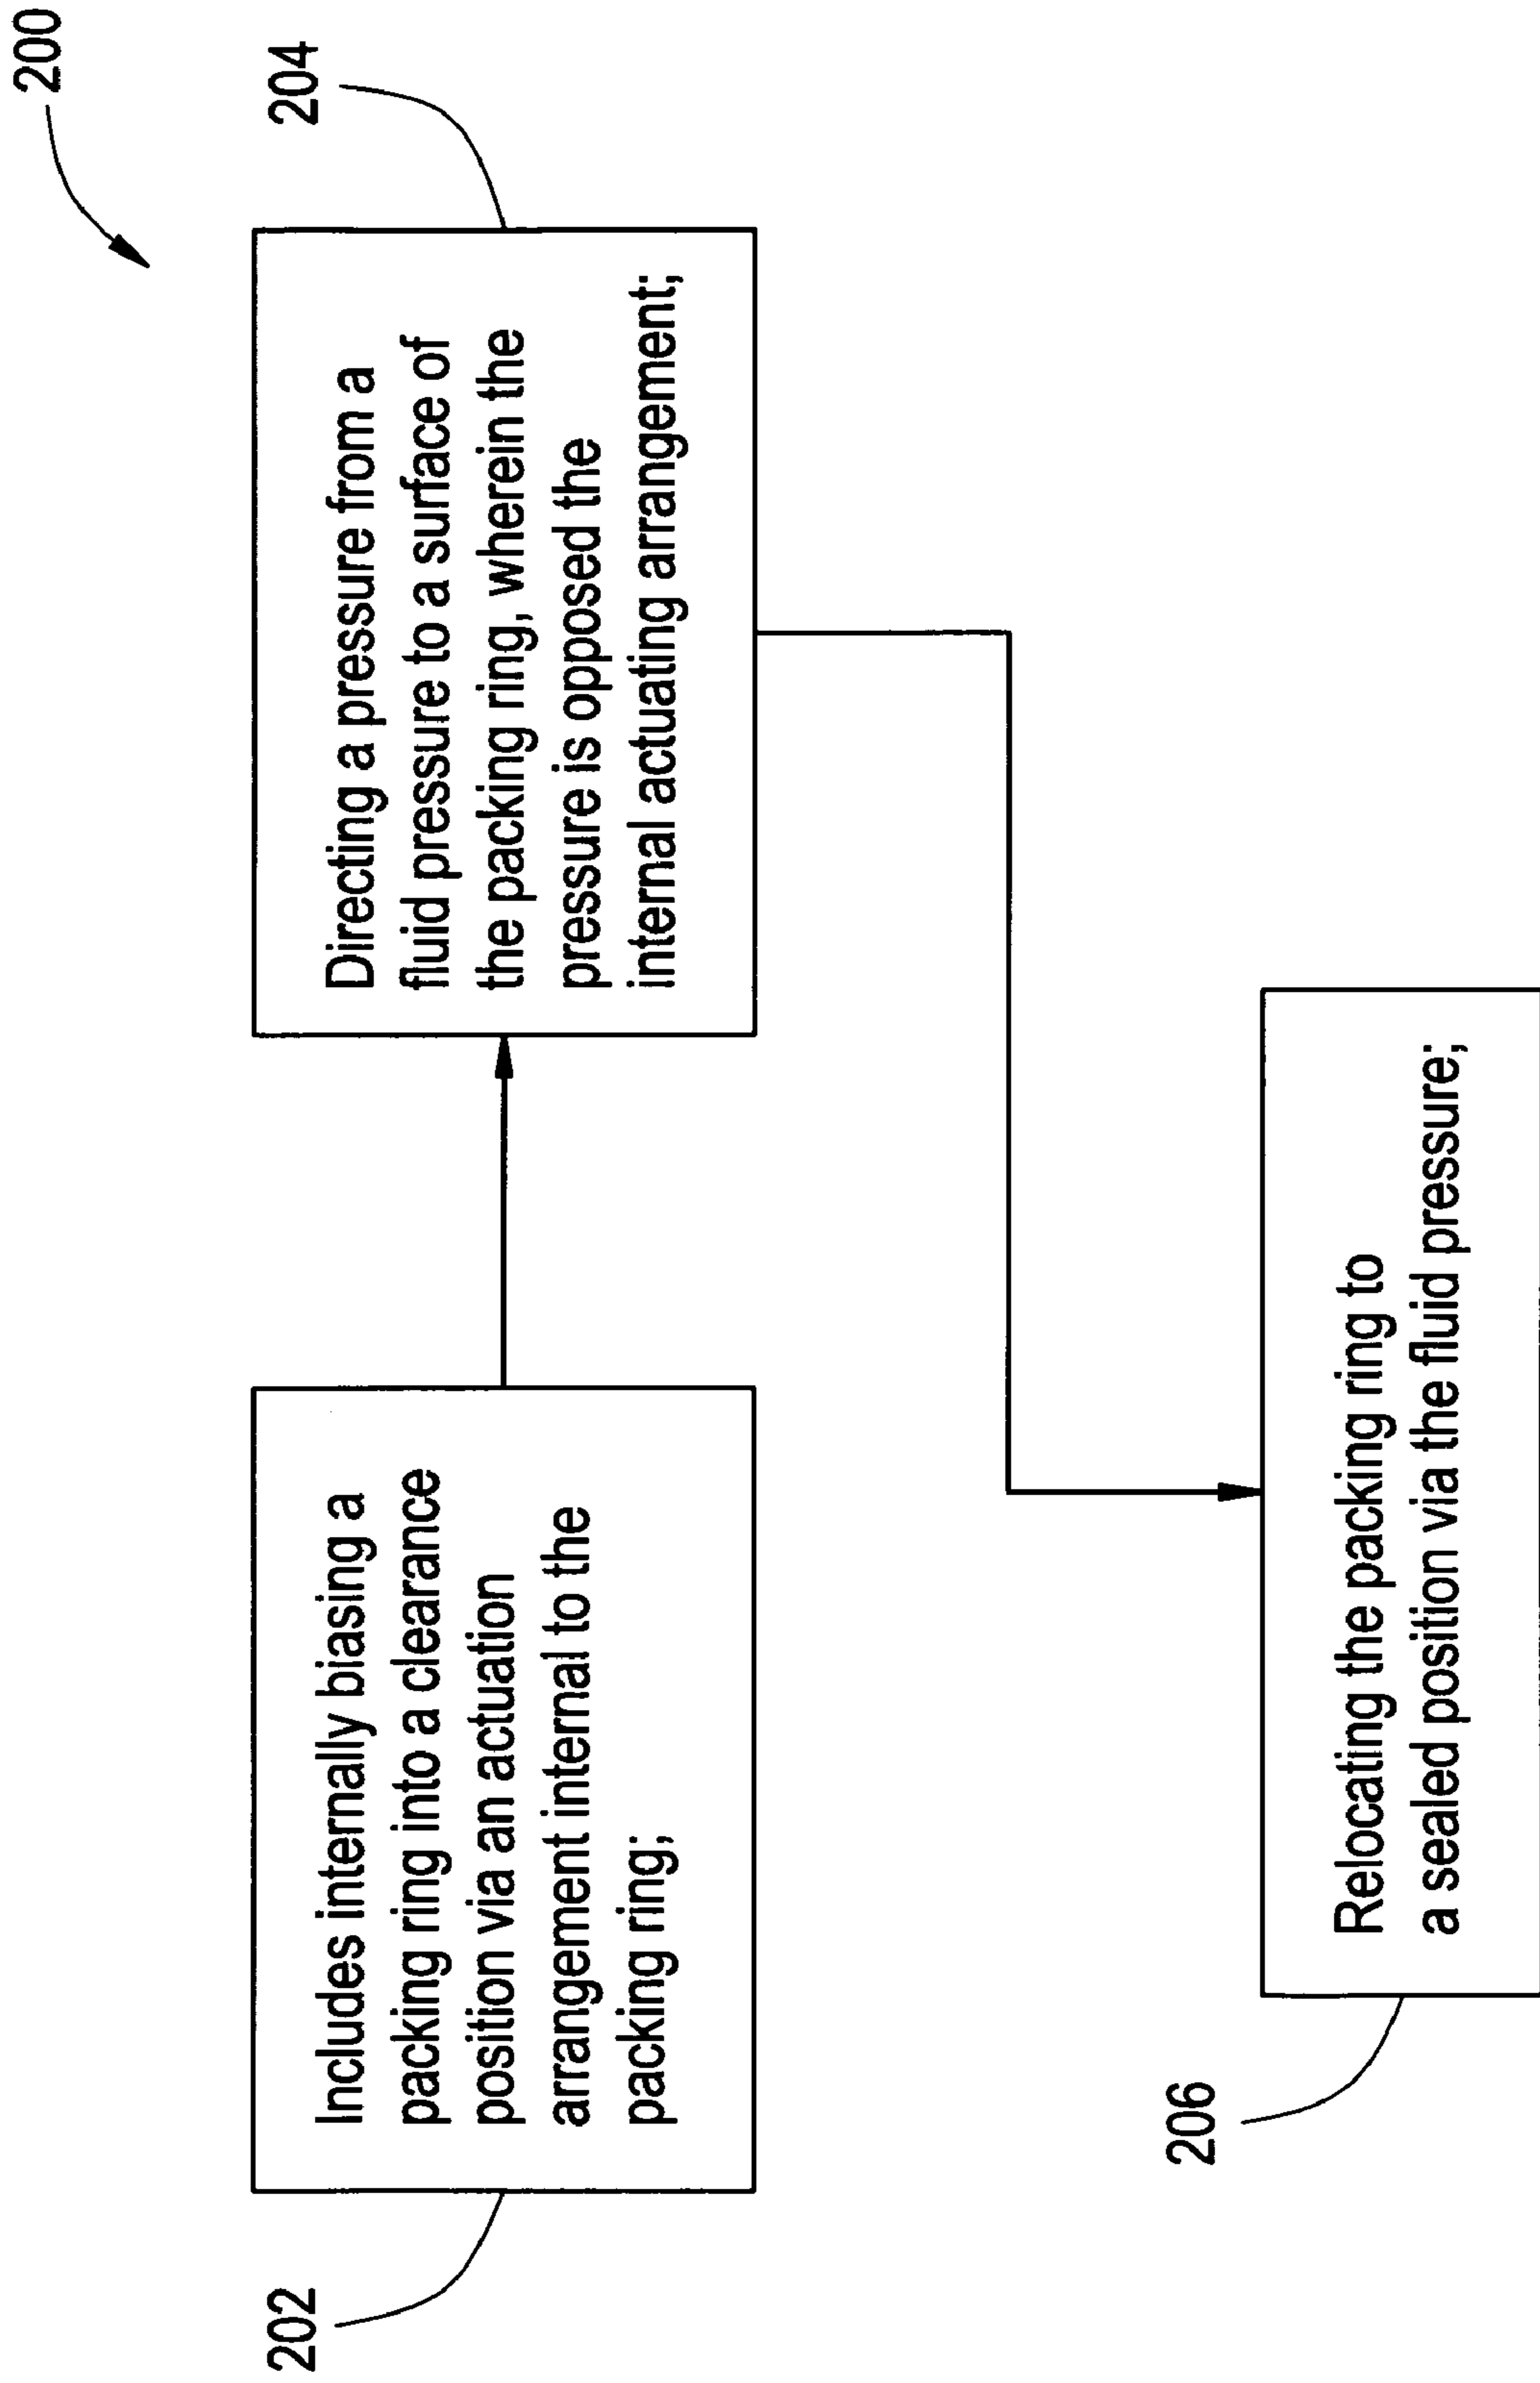 200
202
Includes internally biasing a
packing ring into a clearance
position via an actuation
arrangement internal to the
packing ring;
204
Directing a pressure from a
fluid pressure to a surface of
the packing ring, wherein the
pressure is opposed the
internal actuating arrangement;
206
Relocating the packing ring to
a sealed position via the fluid pressure;